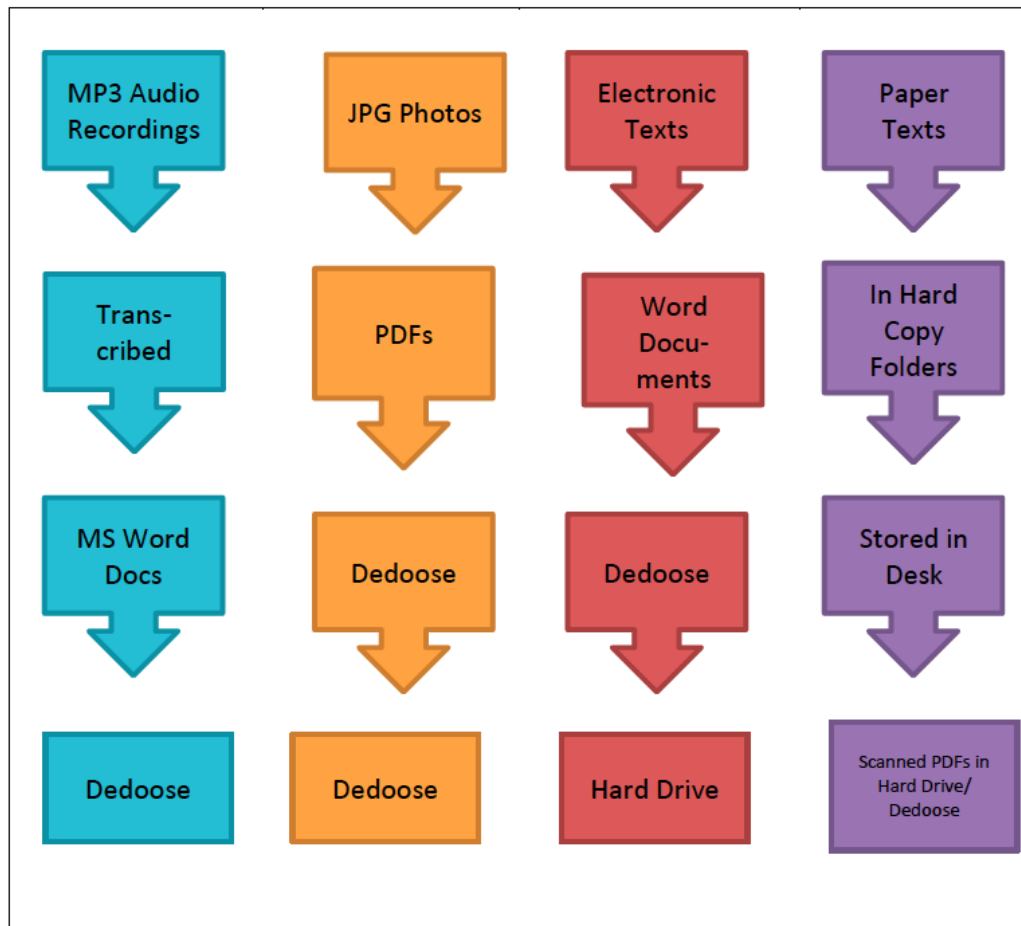 MP3 Audio
Recordings
JPG Photos
Electronic
Texts
Paper
Texts
Trans-
cribed
PDFs
Word
Docu-
ments
In Hard
Copy
Folders
MS Word
Docs
Dedoose
Dedoose
Stored in
Desk
Dedoose
Dedoose
Hard Drive
Scanned PDFs in
Hard Drive/
Dedoose